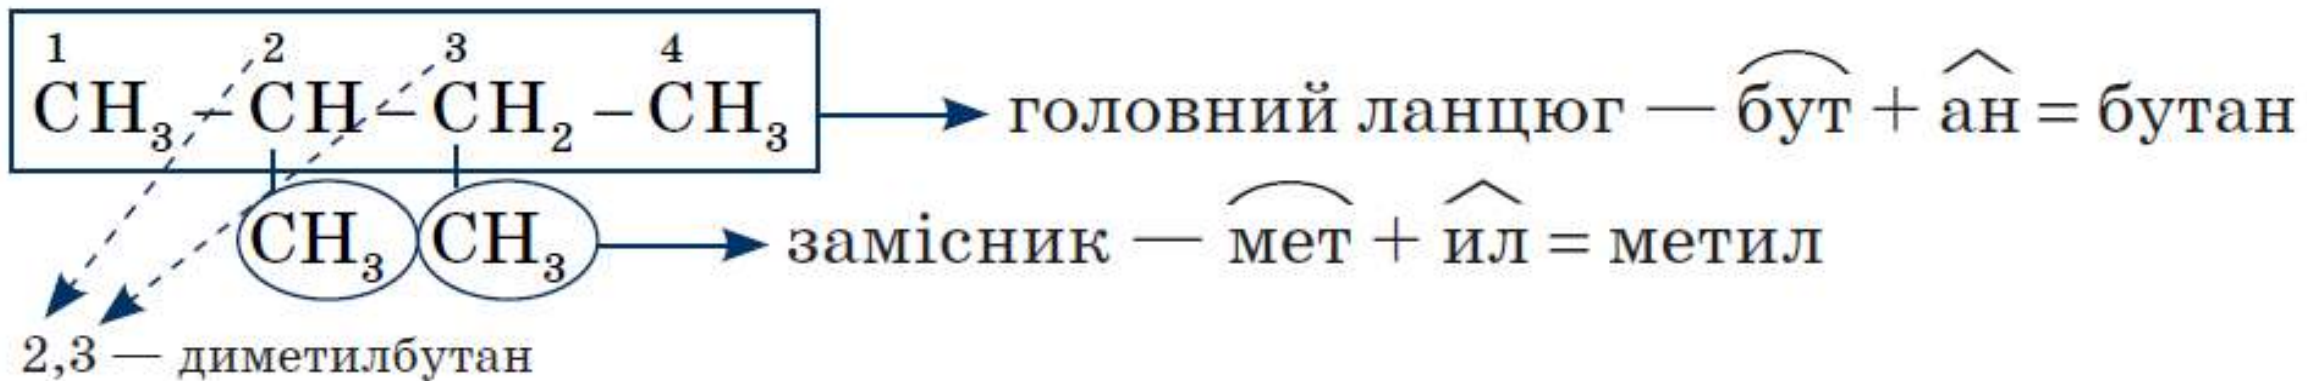 1 2 3 4
CH₃ – CH – CH₂ – CH₃ головний ланцюг — бут + ан = бутан
CH₃ CH₃ замісник — мет + ил = метил
2,3 — диметилбутан